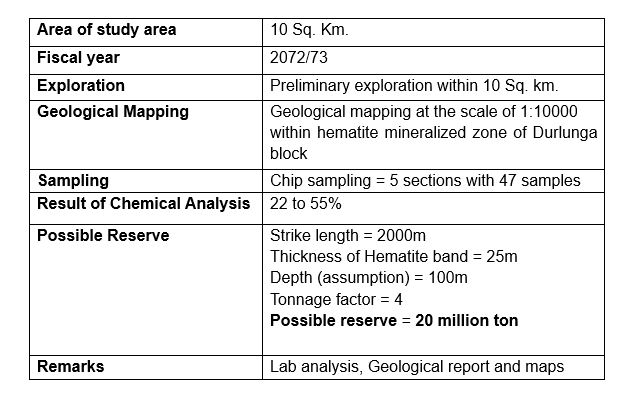 Area of study area 10 Sq. Km.
Fiscal year 2072/73
Exploration Preliminary exploration within 10 Sq. km.
Geological Mapping Geological mapping at the scale of 1:10000
within hematite mineralized zone of Durlunga
block
Sampling Chip sampling = 5 sections with 47 samples
Result of Chemical Analysis 22 to 55%
Possible Reserve Strike length = 2000m
Thickness of Hematite band = 25m
Depth (assumption) = 100m
Tonnage factor = 4
Possible reserve = 20 million ton
Remarks Lab analysis, Geological report and maps